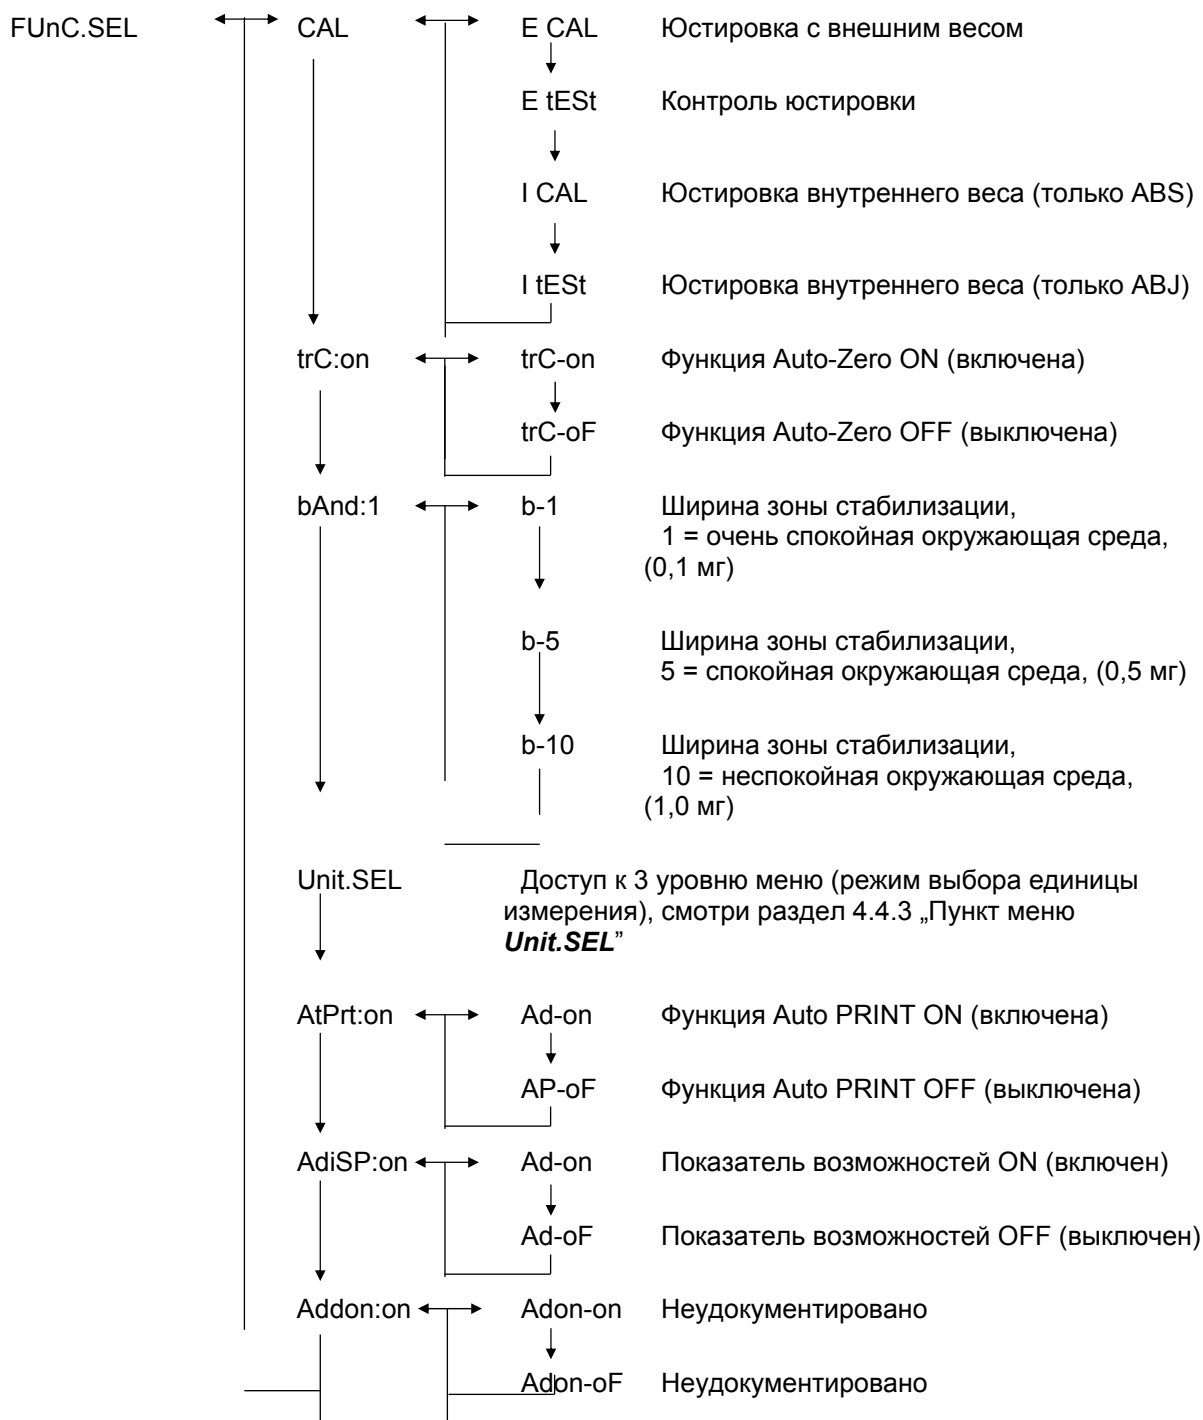 FUnC.SEL CAL E CAL Юстировка с внешним весом
E tESt Контроль юстировки
I CAL Юстировка внутреннего веса (только ABS)
I tESt Юстировка внутреннего веса (только ABJ)
trC:on trC-on Функция Auto-Zero ON (включена)
trC-oF Функция Auto-Zero OFF (выключена)
bAnd:1 b-1 Ширина зоны стабилизации,
1 = очень спокойная окружающая среда,
(0,1 мг)
b-5 Ширина зоны стабилизации,
5 = спокойная окружающая среда, (0,5 мг)
b-10 Ширина зоны стабилизации,
10 = неспокойная окружающая среда,
(1,0 мг)
Unit.SEL Доступ к 3 уровню меню (режим выбора единицы
измерения), смотри раздел 4.4.3 „Пункт меню
Unit.SEL”
AtPrt:on Ad-on Функция Auto PRINT ON (включена)
AP-oF Функция Auto PRINT OFF (выключена)
AdiSP:on Ad-on Показатель возможностей ON (включен)
Ad-oF Показатель возможностей OFF (выключен)
Addon:on Adon-on Неудокументировано
Adon-oF Неудокументировано